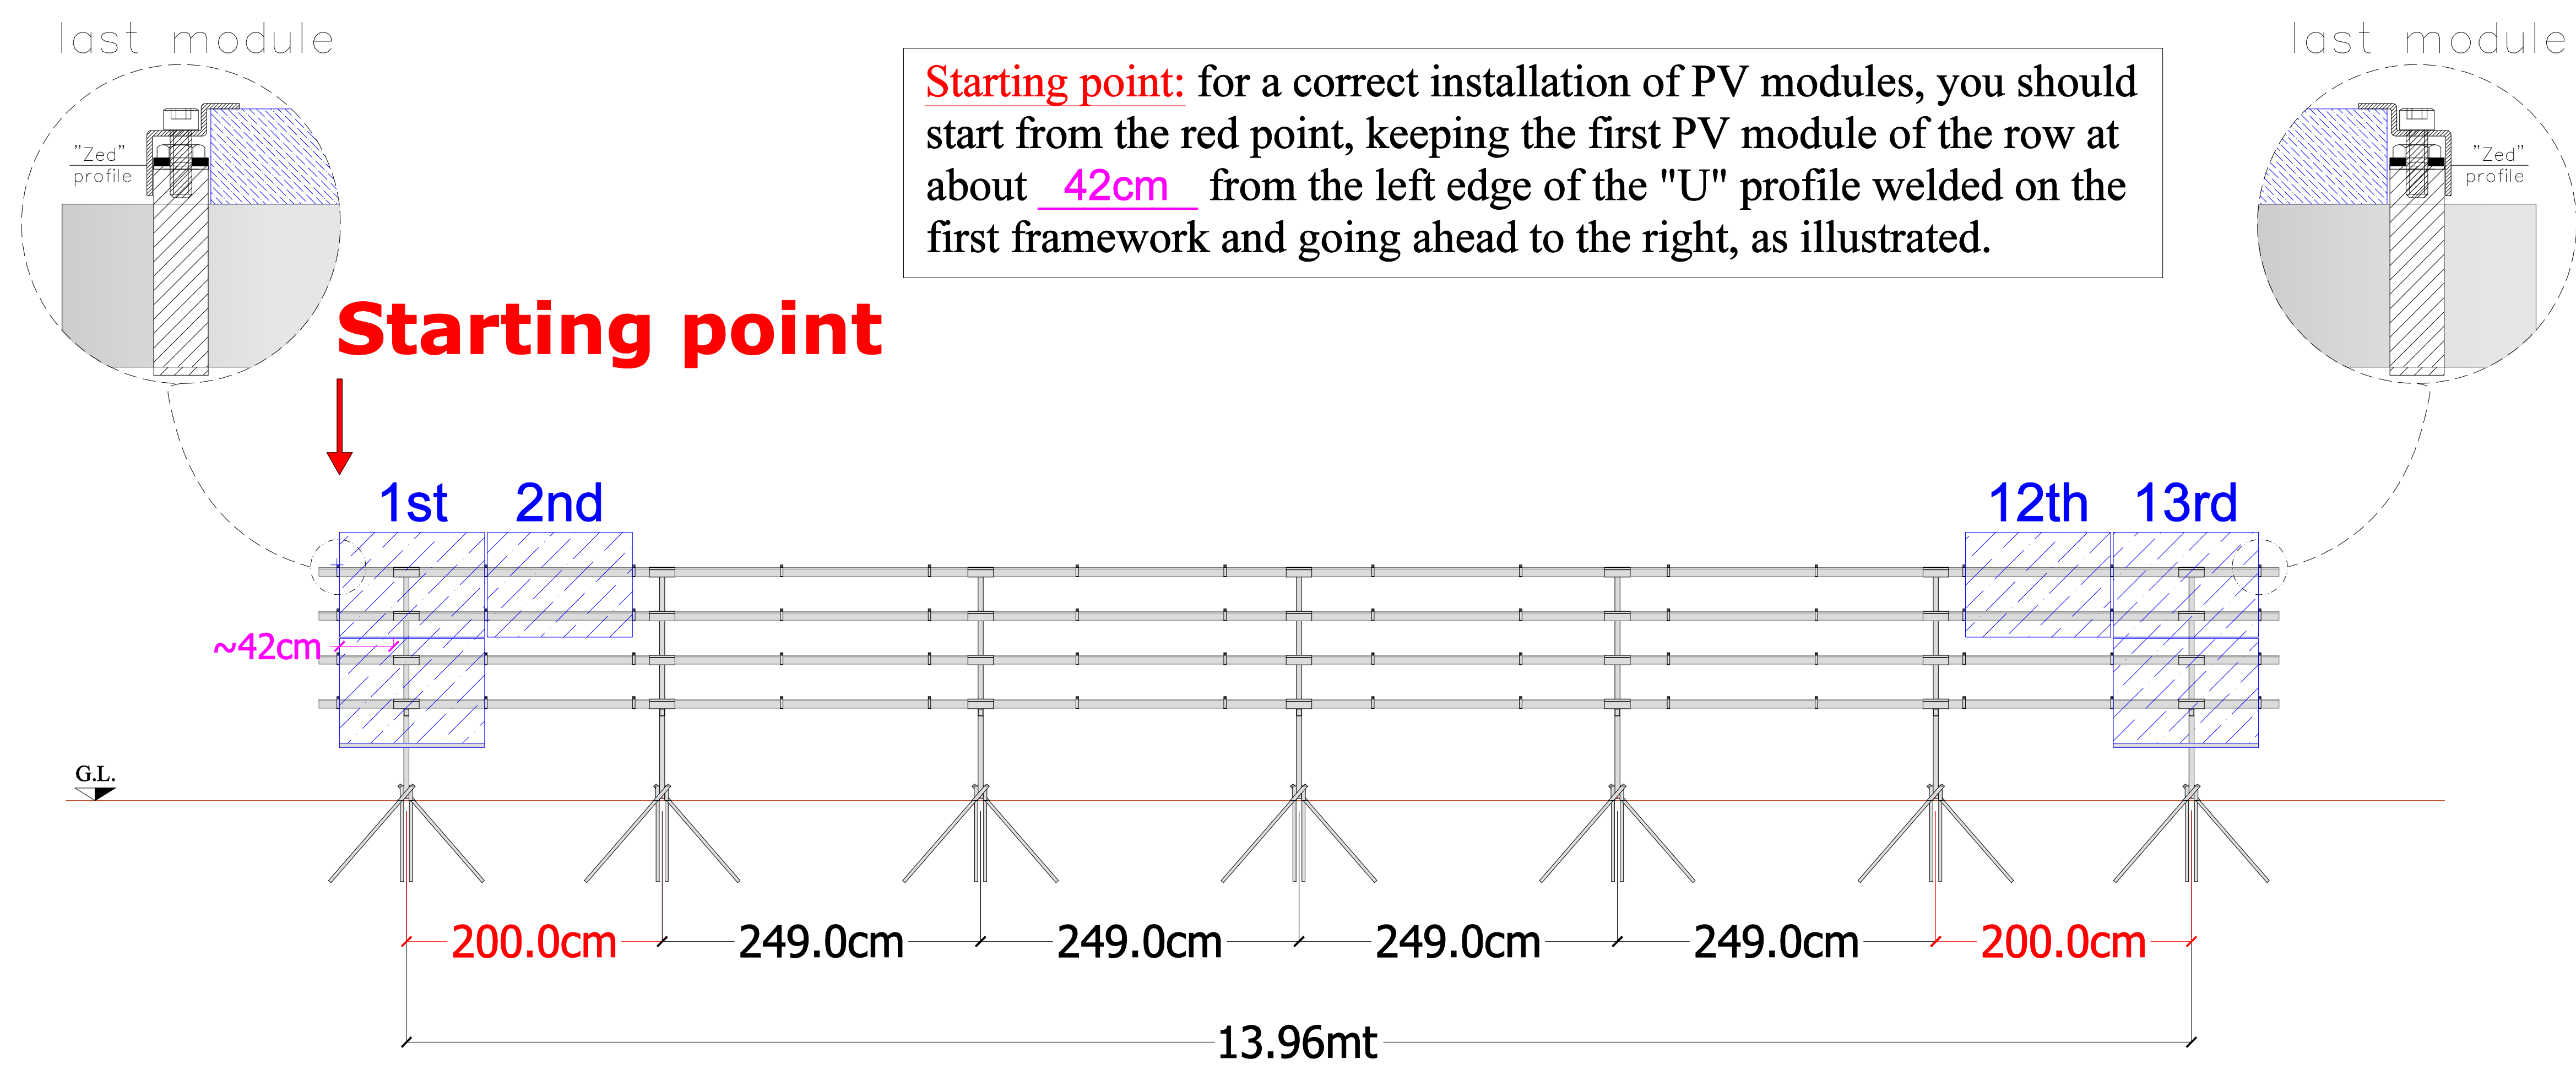 last module
last module
Starting point: for a correct installation of PV modules, you should
start from the red point, keeping the first PV module of the row at
about 42cm from the left edge of the "U" profile welded on the
first framework and going ahead to the right, as illustrated.
"Zed"
profile
"Zed"
profile
Starting point
1st 2nd 12th 13rd
~42cm
G.L.
200.0cm 249.0cm 249.0cm 249.0cm 249.0cm 200.0cm
13.96mt